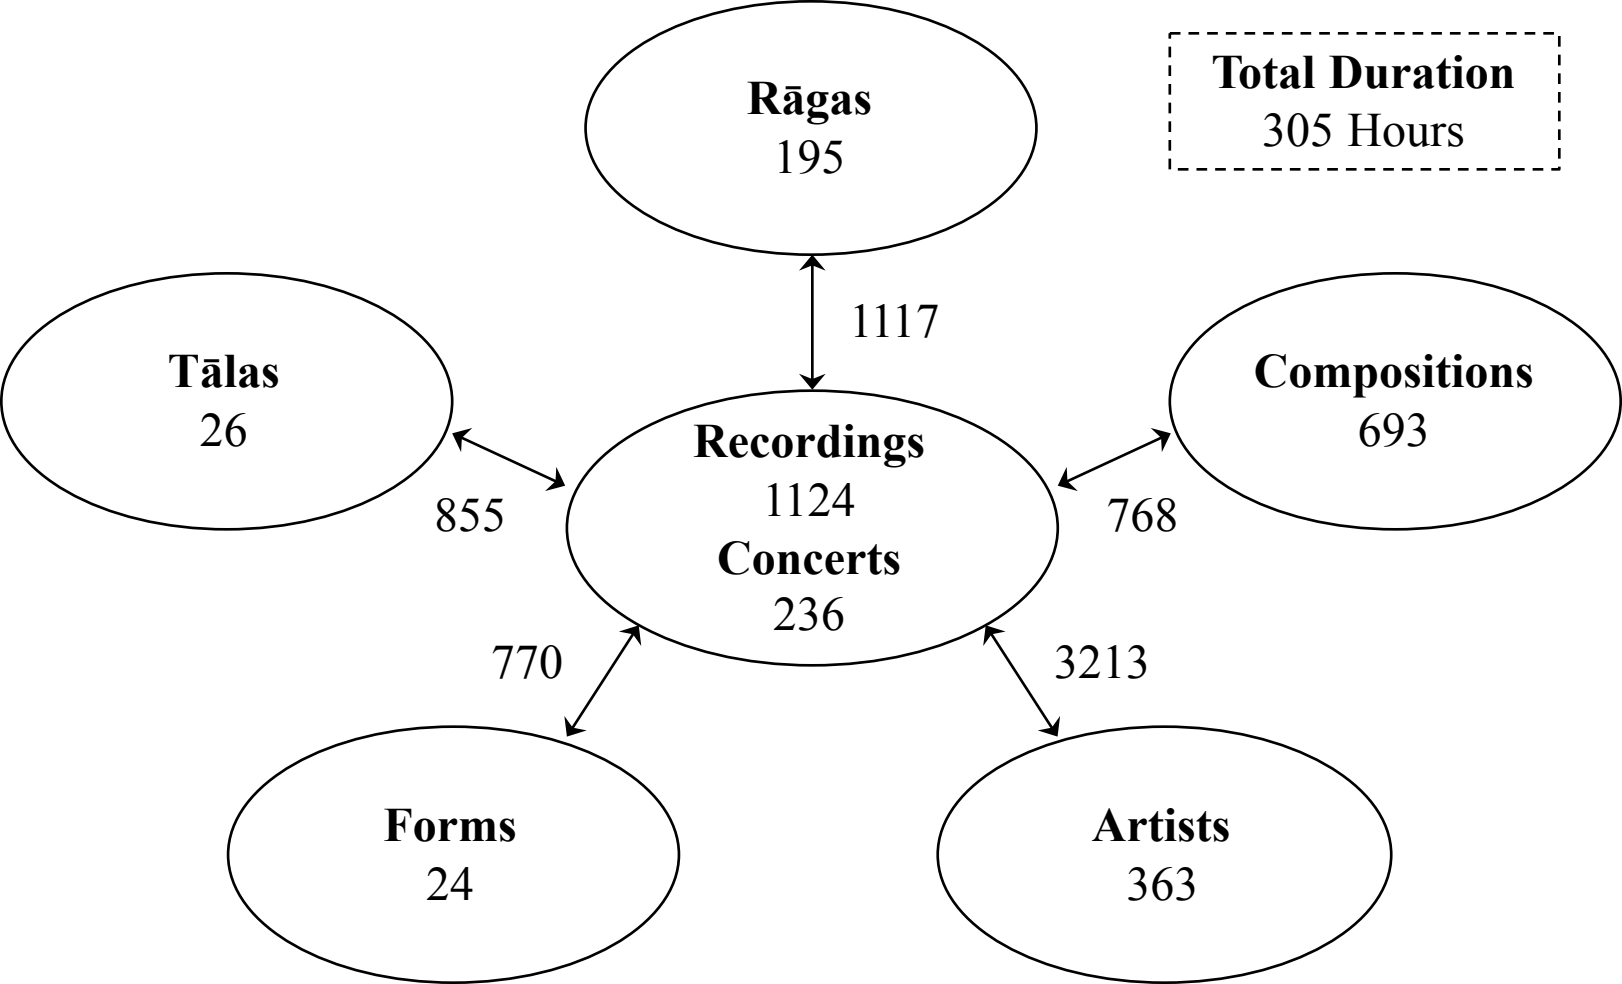 Rāgas
195
Total Duration
305 Hours
1117
Tālas
26
Compositions
693
Recordings
1124
Concerts
236
855
768
770
3213
Forms
24
Artists
363